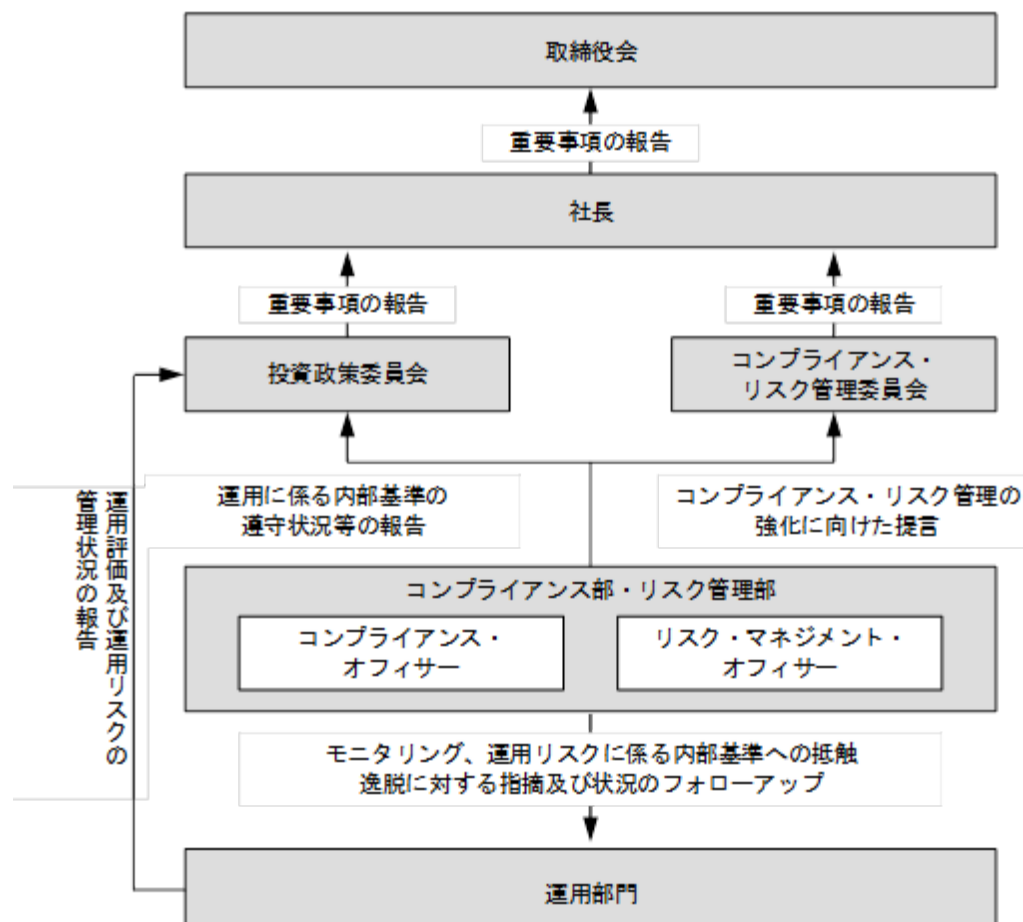 取締役会
重要事項の報告
社長
重要事項の報告
重要事項の報告
投資政策委員会
コンプライアンス・
リスク管理委員会
運用に係る内部基準の
遵守状況等の報告
コンプライアンス・リスク管理の
強化に向けた提言
運用評価及び運用リスクの
管理状況の報告
コンプライアンス部・リスク管理部
コンプライアンス・
オフィサー
リスク・マネジメント・
オフィサー
モニタリング、運用リスクに係る内部基準への抵触
逸脱に対する指摘及び状況のフォローアップ
運用部門